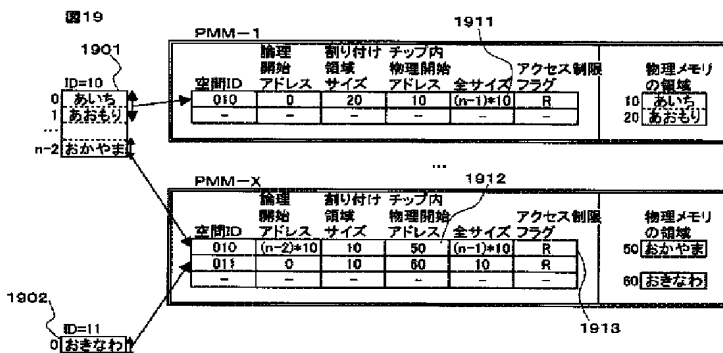 図19
1901
ID=10
0 あいち
1 あおもり
...
n-2 おかやま
PMM-1
1911
論理 割り付け チップ内
開始 領域 物理開始 アクセス制限
空間ID アドレス サイズ アドレス 全サイズ フラグ
010 0 20 10 (n-1)*10 R
- - - - - -
物理メモリ
の領域
10 あいち
20 あおもり
...
PMM-X
1912
論理 割り付け チップ内
開始 領域 物理開始 アクセス制限
空間ID アドレス サイズ アドレス 全サイズ フラグ
010 (n-2)*10 10 50 (n-1)*10 R
011 0 10 60 10 R
- - - - - -
物理メモリ
の領域
50 おかやま
60 おきなわ
1913
1902
ID=11
0 おきなわ